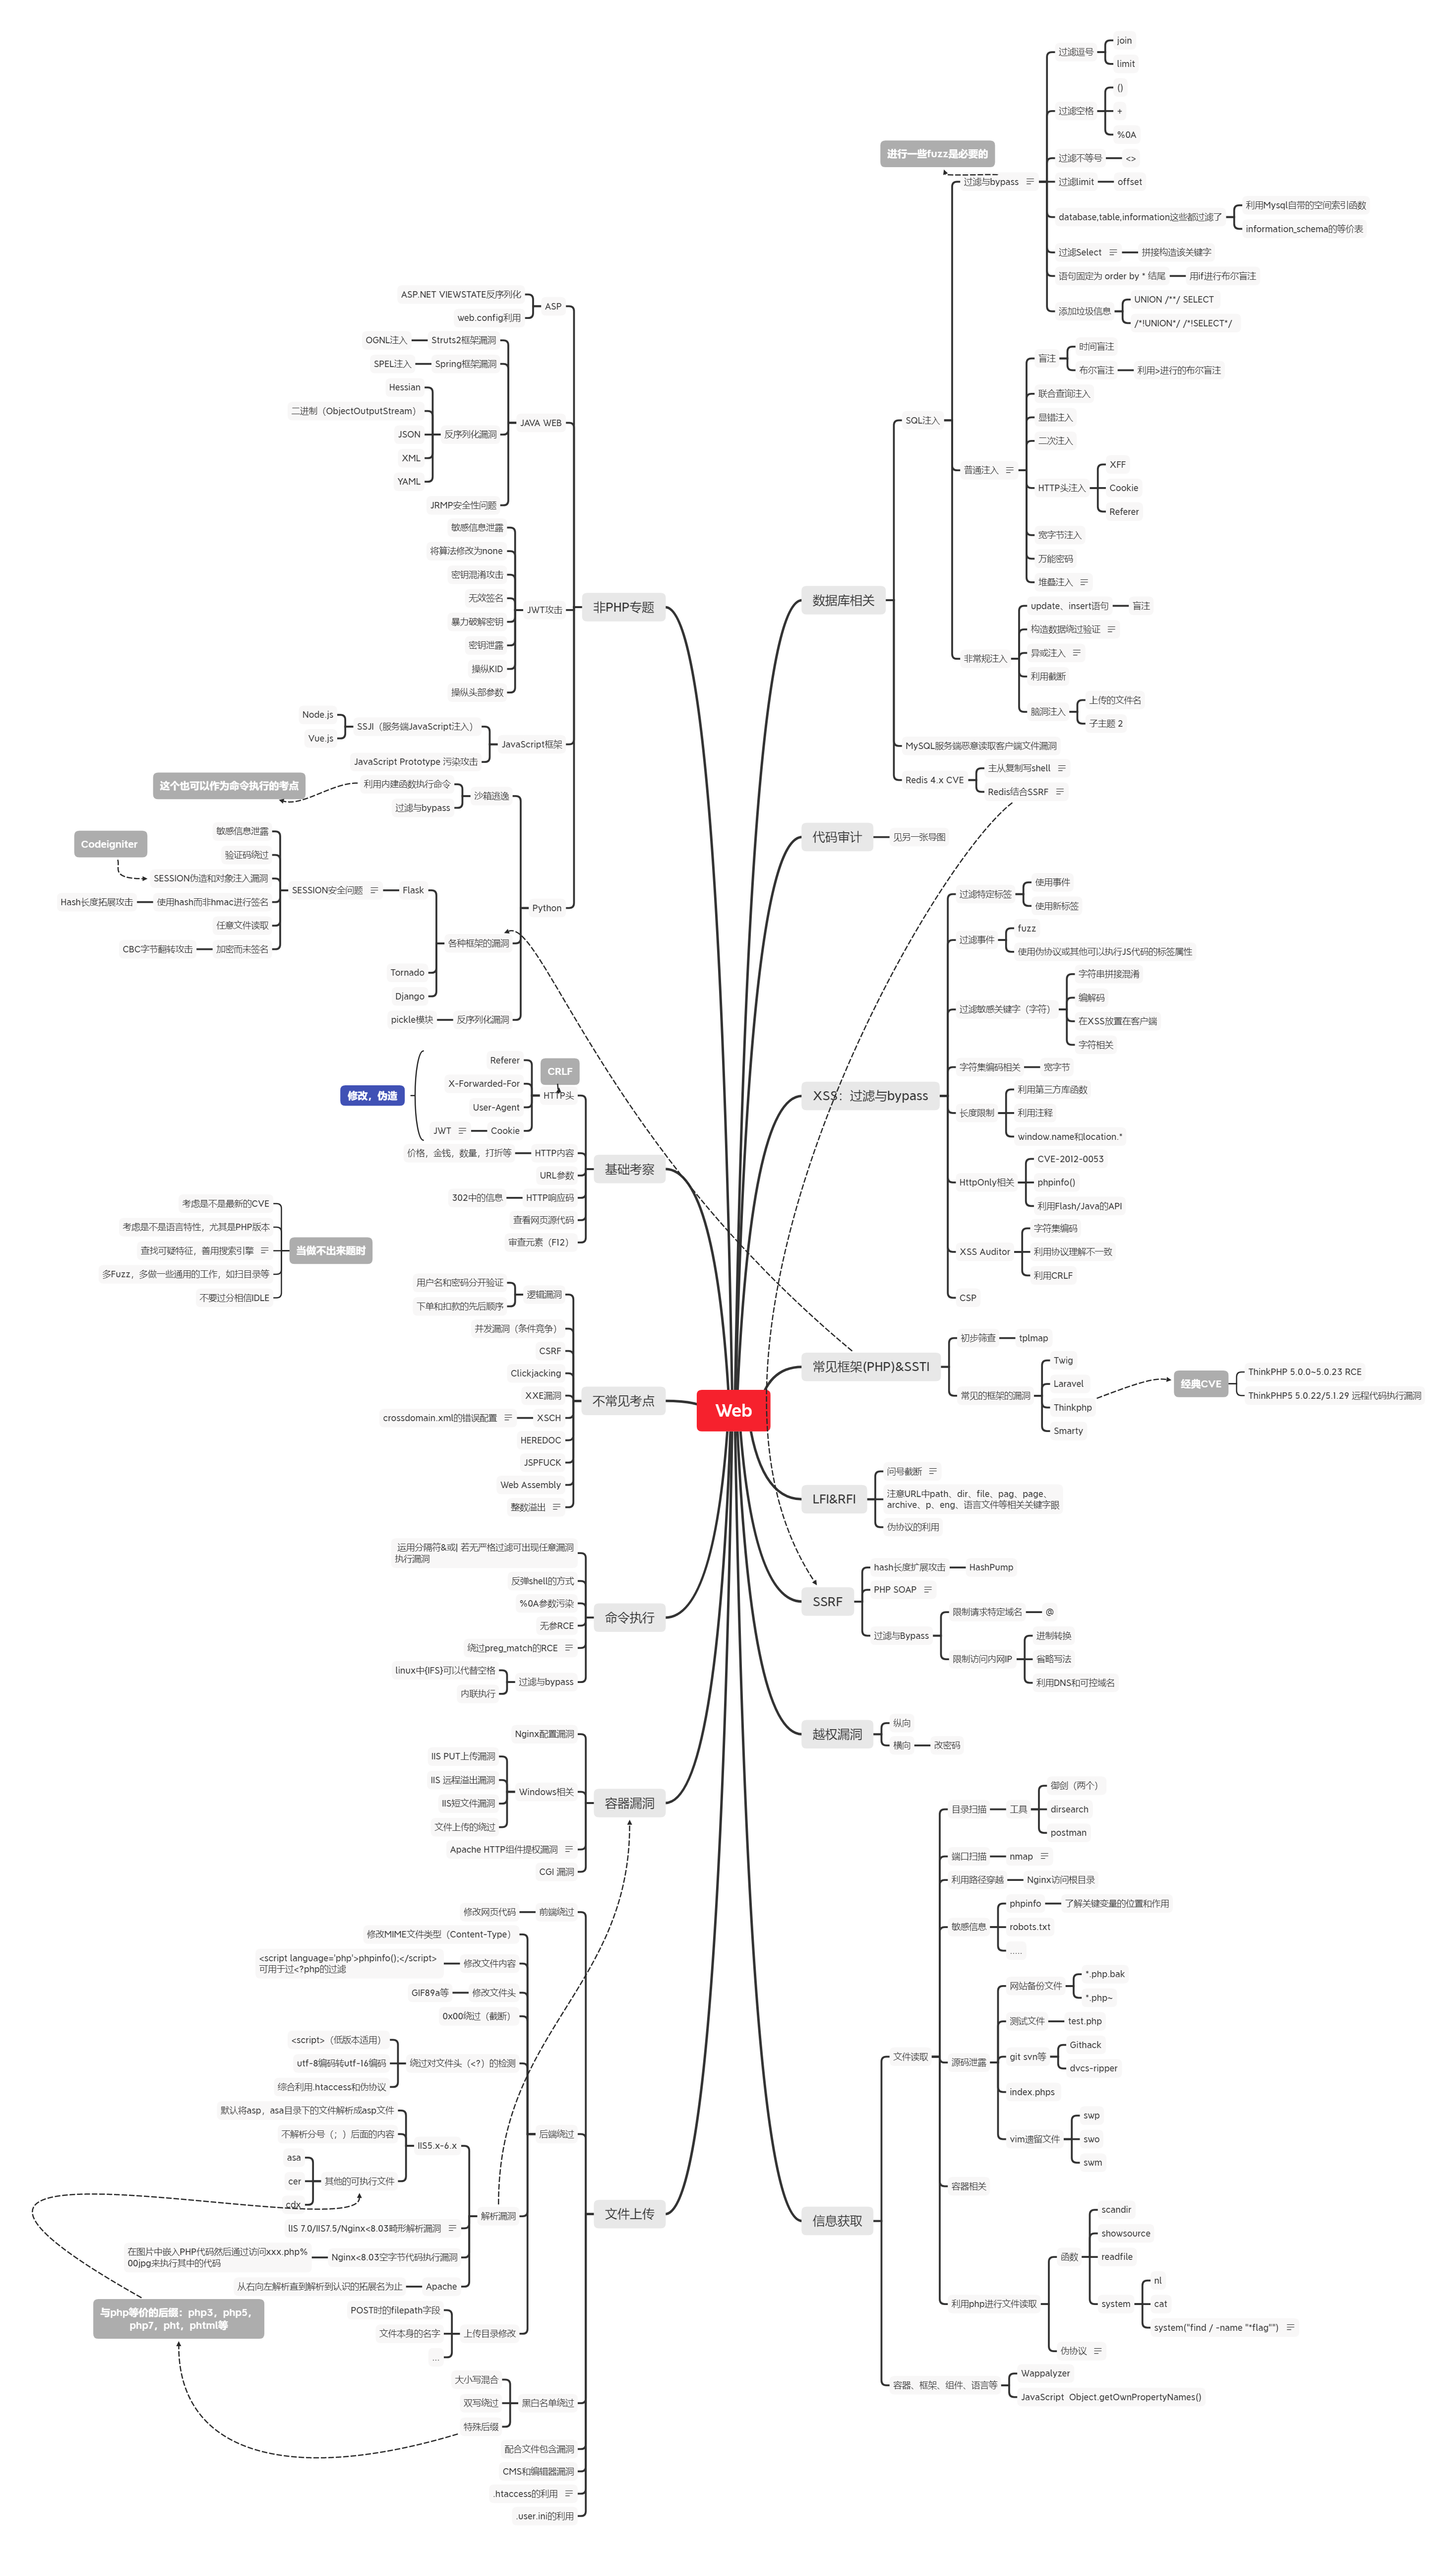 Web
数据库相关
SQL注入
过滤与bypass
进行一些fuzz是必要的
过滤逗号
join
limit
过滤空格
()
+
%0A
过滤不等号
<>
过滤limit
offset
database,table,information这些都过滤了
利用Mysql自带的空间索引函数
information_schema的等价表
过滤Select
拼接构造该关键字
语句固定为 order by * 结尾
用if进行布尔盲注
添加垃圾信息
UNION /**/ SELECT
/*!UNION*/ /*!SELECT*/
普通注入
盲注
时间盲注
布尔盲注
利用>进行的布尔盲注
联合查询注入
显错注入
二次注入
HTTP头注入
XFF
Cookie
Referer
宽字节注入
万能密码
堆叠注入
非常规注入
update、insert语句
盲注
构造数据绕过验证
异或注入
利用截断
脑洞注入
上传的文件名
子主题 2
MySQL服务端恶意读取客户端文件漏洞
Redis 4.x CVE
主从复制写shell
Redis结合SSRF
代码审计
见另一张导图
XSS：过滤与bypass
过滤特定标签
使用事件
使用新标签
过滤事件
fuzz
使用伪协议或其他可以执行JS代码的标签属性
过滤敏感关键字（字符）
字符串拼接混淆
编解码
在XSS放置在客户端
字符相关
字符集编码相关
宽字节
长度限制
利用第三方库函数
利用注释
window.name和location.*
HttpOnly相关
CVE-2012-0053
phpinfo()
利用Flash/Java的API
XSS Auditor
字符集编码
利用协议理解不一致
利用CRLF
CSP
常见框架(PHP)&SSTI
初步筛查
tplmap
常见的框架的漏洞
Twig
Laravel
Thinkphp
Smarty
经典CVE
ThinkPHP 5.0.0~5.0.23 RCE
ThinkPHP5 5.0.22/5.1.29 远程代码执行漏洞
LFI&RFI
问号截断
注意URL中path、dir、file、pag、page、
archive、p、eng、语言文件等相关关键字眼
伪协议的利用
SSRF
hash长度扩展攻击
HashPump
PHP SOAP
过滤与Bypass
限制请求特定域名
@
限制访问内网IP
进制转换
省略写法
利用DNS和可控域名
越权漏洞
纵向
横向
改密码
信息获取
文件读取
目录扫描
工具
御剑（两个）
dirsearch
postman
端口扫描
nmap
利用路径穿越
Nginx访问根目录
敏感信息
phpinfo
了解关键变量的位置和作用
robots.txt
.....
源码泄露
网站备份文件
*.php.bak
*.php~
测试文件
test.php
git svn等
Githack
dvcs-ripper
index.phps
vim遗留文件
swp
swo
swm
容器相关
利用php进行文件读取
函数
scandir
showsource
readfile
system
nl
cat
system("find / -name "*flag"")
伪协议
容器、框架、组件、语言等
Wappalyzer
JavaScript  Object.getOwnPropertyNames()
非PHP专题
ASP
ASP.NET VIEWSTATE反序列化
web.config利用
JAVA WEB
Struts2框架漏洞
OGNL注入
Spring框架漏洞
SPEL注入
反序列化漏洞
Hessian
二进制（ObjectOutputStream）
JSON
XML
YAML
JRMP安全性问题
JWT攻击
敏感信息泄露
将算法修改为none
密钥混淆攻击
无效签名
暴力破解密钥
密钥泄露
操纵KID
操纵头部参数
JavaScript框架
SSJI（服务端JavaScript注入）
Node.js
Vue.js
JavaScript Prototype 污染攻击
Python
沙箱逃逸
利用内建函数执行命令
这个也可以作为命令执行的考点
过滤与bypass
各种框架的漏洞
Flask
SESSION安全问题
敏感信息泄露
验证码绕过
SESSION伪造和对象注入漏洞
Codeigniter
使用hash而非hmac进行签名
Hash长度拓展攻击
任意文件读取
加密而未签名
CBC字节翻转攻击
Tornado
Django
反序列化漏洞
pickle模块
基础考察
HTTP头
CRLF
Referer
X-Forwarded-For
User-Agent
Cookie
JWT
修改，伪造
HTTP内容
价格，金钱，数量，打折等
URL参数
HTTP响应码
302中的信息
查看网页源代码
审查元素（F12）
当做不出来题时
考虑是不是最新的CVE
考虑是不是语言特性，尤其是PHP版本
查找可疑特征，善用搜索引擎
多Fuzz，多做一些通用的工作，如扫目录等
不要过分相信IDLE
不常见考点
逻辑漏洞
用户名和密码分开验证
下单和扣款的先后顺序
并发漏洞（条件竞争）
CSRF
Clickjacking
XXE漏洞
XSCH
crossdomain.xml的错误配置
HEREDOC
JSPFUCK
Web Assembly
整数溢出
命令执行
运用分隔符&或| 若无严格过滤可出现任意漏洞
执行漏洞
反弹shell的方式
%0A参数污染
无参RCE
绕过preg_match的RCE
过滤与bypass
linux中{IFS}可以代替空格
内联执行
容器漏洞
Nginx配置漏洞
Windows相关
IIS PUT上传漏洞
IIS 远程溢出漏洞
IIS短文件漏洞
文件上传的绕过
Apache HTTP组件提权漏洞
CGI 漏洞
文件上传
前端绕过
修改网页代码
后端绕过
修改MIME文件类型（Content-Type）
修改文件内容
<script language='php'>phpinfo();</script>
可用于过<?php的过滤
修改文件头
GIF89a等
0x00绕过（截断）
绕过对文件头（<?）的检测
<script>（低版本适用）
utf-8编码转utf-16编码
综合利用.htaccess和伪协议
解析漏洞
IIS5.x-6.x
默认将asp，asa目录下的文件解析成asp文件
不解析分号（；）后面的内容
其他的可执行文件
asa
cer
cdx
IIS 7.0/IIS7.5/Nginx<8.03畸形解析漏洞
Nginx<8.03空字节代码执行漏洞
在图片中嵌入PHP代码然后通过访问xxx.php%
00jpg来执行其中的代码
Apache
从右向左解析直到解析到认识的拓展名为止
上传目录修改
POST时的filepath字段
文件本身的名字
...
黑白名单绕过
大小写混合
双写绕过
特殊后缀
与php等价的后缀：php3，php5，
php7，pht，phtml等
配合文件包含漏洞
CMS和编辑器漏洞
.htaccess的利用
.user.ini的利用